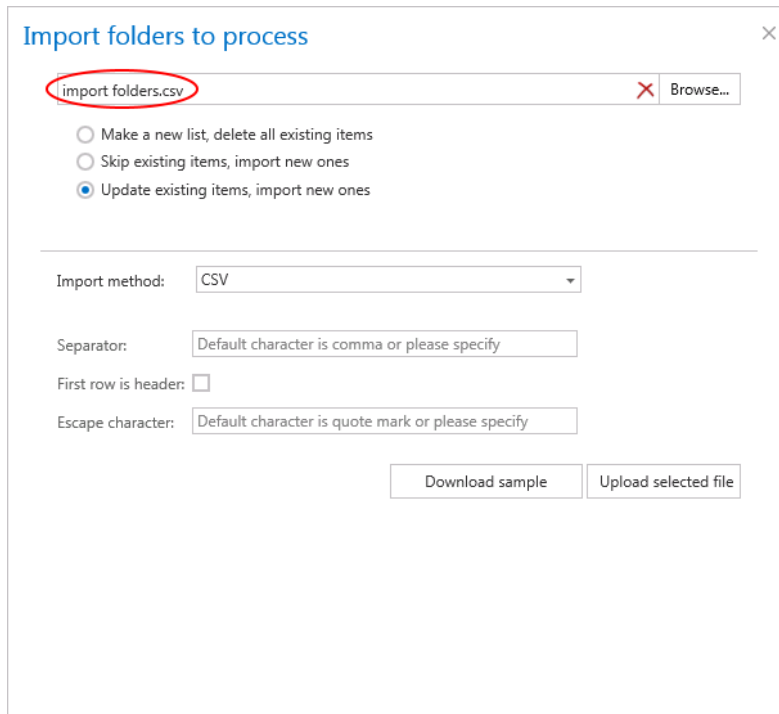 Import folders to process
import folders.csv
Browse...
Make a new list, delete all existing items
Skip existing items, import new ones
Update existing items, import new ones
Import method: CSV
Separator: Default character is comma or please specify
First row is header:
Escape character: Default character is quote mark or please specify
Download sample
Upload selected file